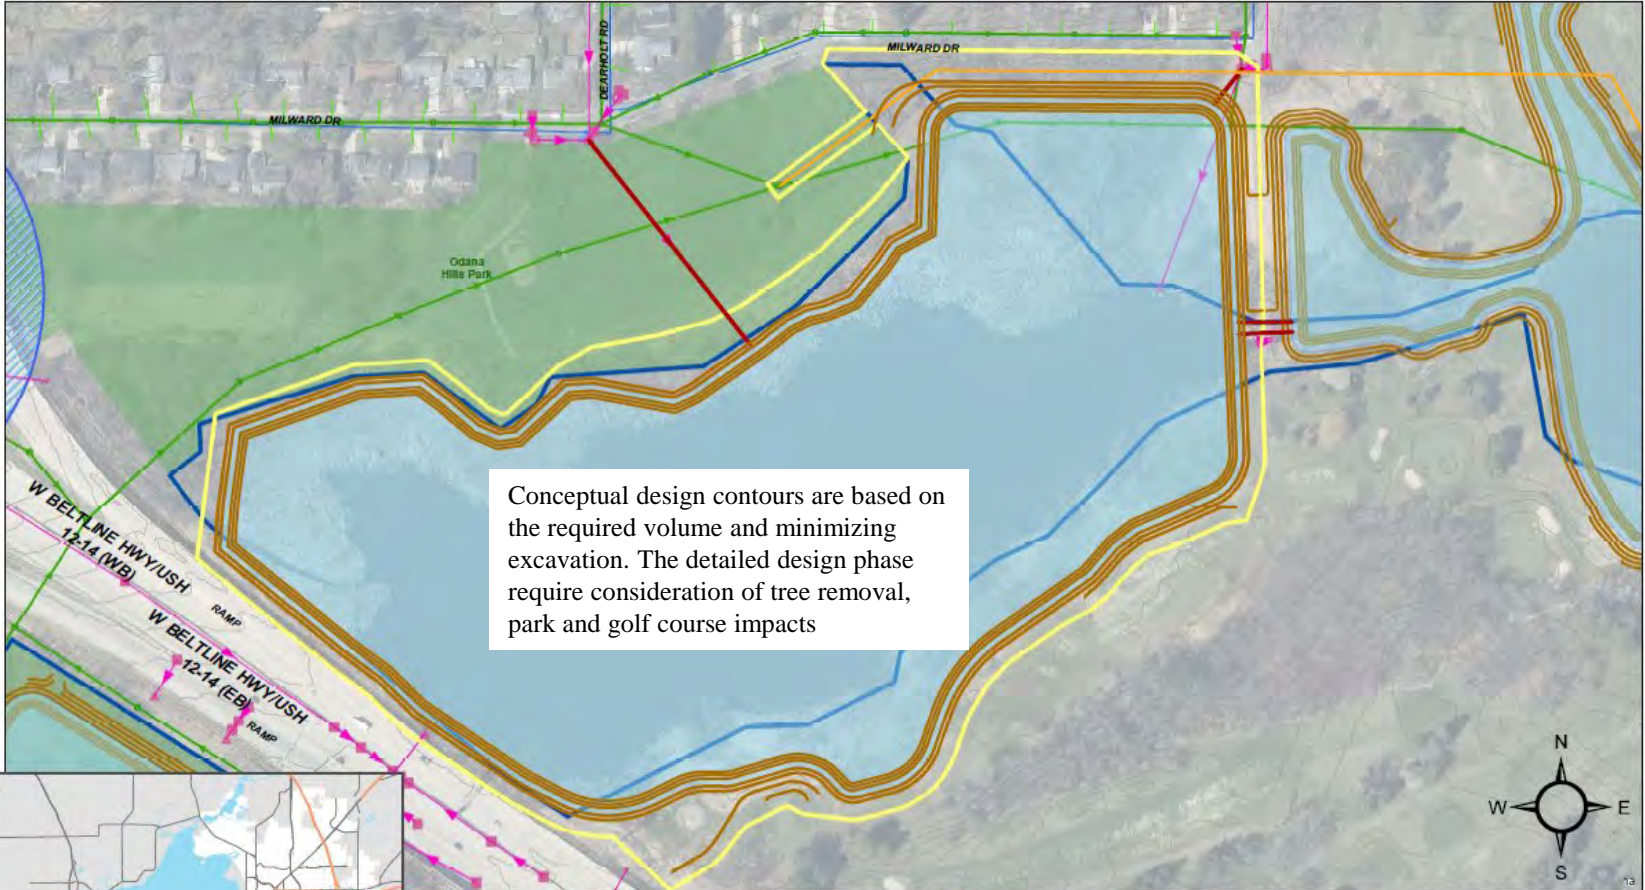 DEARHOLT RD
MILWARD DR
MILWARD DR
Odana
Hills Park
Conceptual design contours are based on
the required volume and minimizing
excavation. The detailed design phase
require consideration of tree removal,
park and golf course impacts
W BELTLINE HWY/USH
12-14 (WB)
RAMP
W BELTLINE HWY/USH
12-14 (EB)
RAMP
N
W
E
S